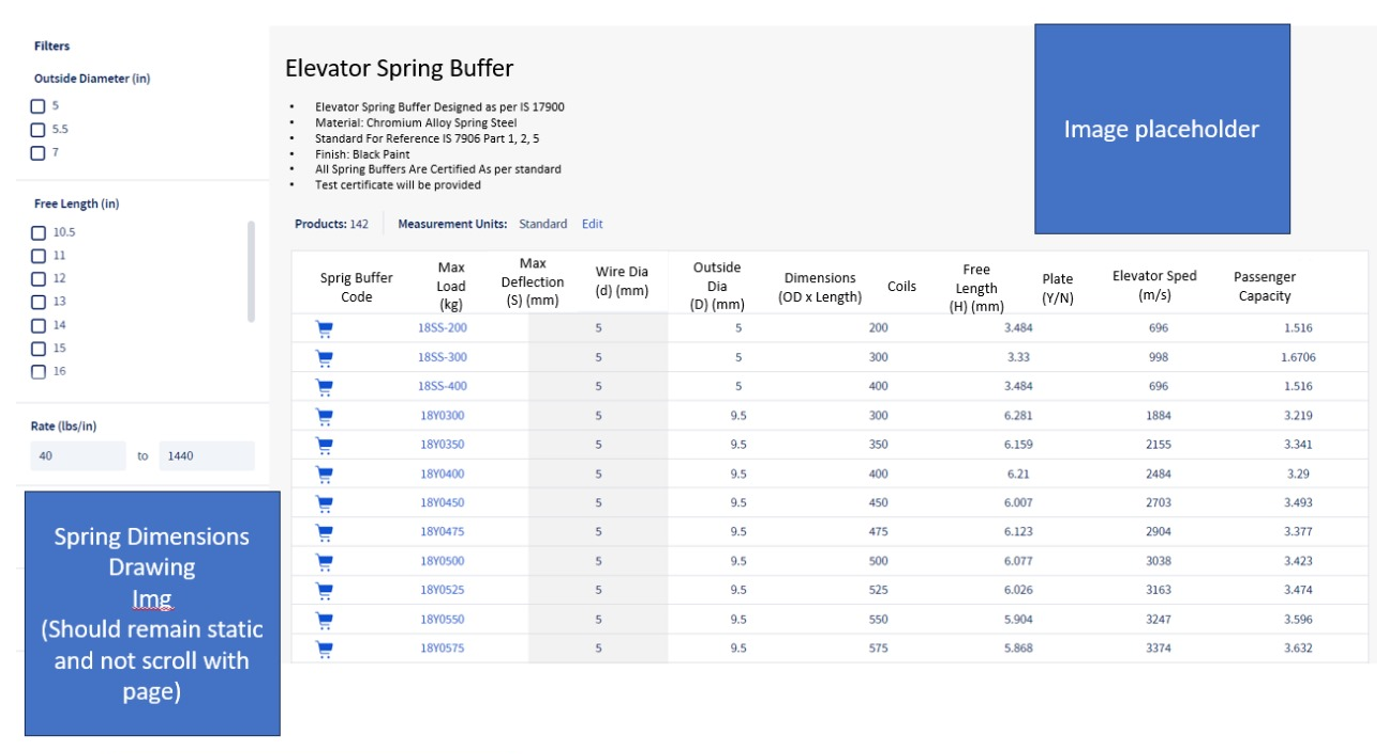 Filters
Outside Diameter (in)
5
5.5
7
Free Length (in)
10.5
11
12
13
14
15
16
Rate (lbs/in)
40 to 1440
Spring Dimensions
Drawing
Img
(Should remain static
and not scroll with
page)
Elevator Spring Buffer
• Elevator Spring Buffer Designed as per IS 17900
• Material: Chromium Alloy Spring Steel
• Standard For Reference IS 7906 Part 1, 2, 5
• Finish: Black Paint
• All Spring Buffers Are Certified As per standard
• Test certificate will be provided
Image placeholder
Products: 142 Measurement Units: Standard Edit
Sprig Buffer
Code
Max
Load
(kg)
Max
Deflection
(S) (mm)
Wire Dia
(d) (mm)
Outside
Dia
(D) (mm)
Dimensions
(OD x Length)
Coils
Free
Length
(H) (mm)
Plate
(Y/N)
Elevator Sped
(m/s)
Passenger
Capacity
18SS-200 5 5 200 3.484 696 1.516
18SS-300 5 5 300 3.33 998 1.6706
18SS-400 5 5 400 3.484 696 1.516
18Y0300 5 9.5 300 6.281 1884 3.219
18Y0350 5 9.5 350 6.159 2155 3.341
18Y0400 5 9.5 400 6.21 2484 3.29
18Y0450 5 9.5 450 6.007 2703 3.493
18Y0475 5 9.5 475 6.123 2904 3.377
18Y0500 5 9.5 500 6.077 3038 3.423
18Y0525 5 9.5 525 6.026 3163 3.474
18Y0550 5 9.5 550 5.904 3247 3.596
18Y0575 5 9.5 575 5.868 3374 3.632